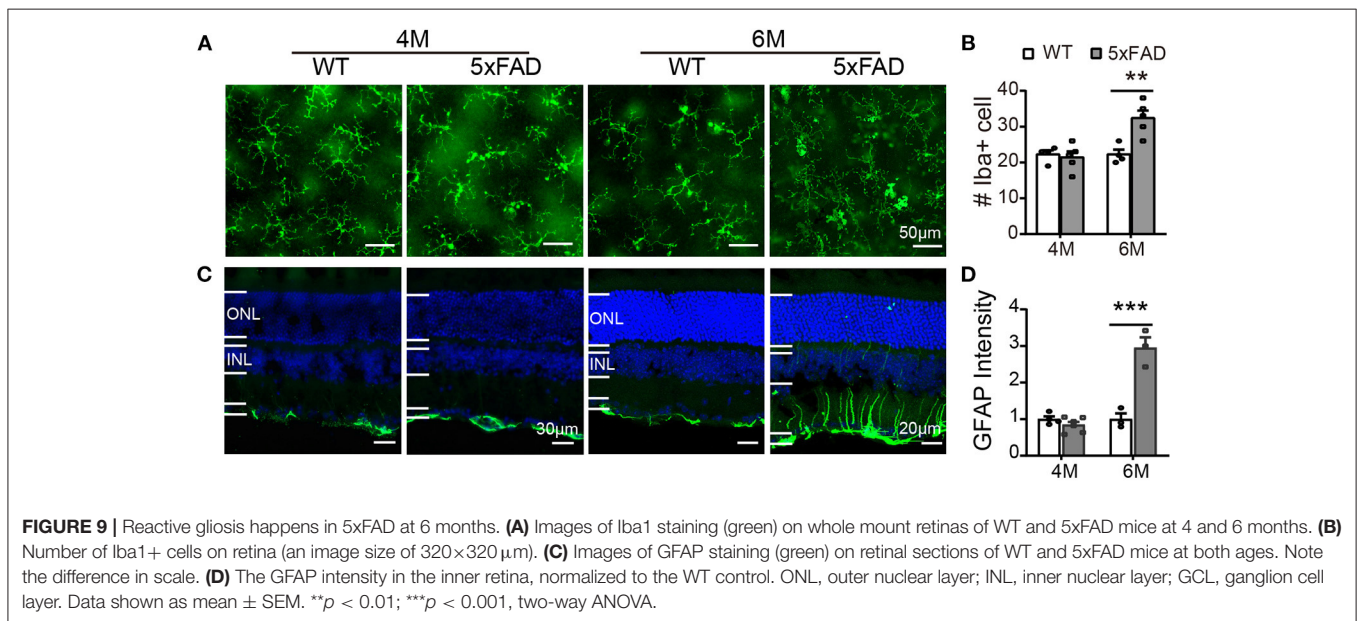 A
4M
6M
WT
5xFAD
WT
5xFAD
50µm
B
WT
5xFAD
**
# Iba+ cell
40
30
20
10
0
4M
6M
C
ONL
INL
30µm
ONL
INL
20µm
D
***
GFAP Intensity
4
3
2
1
0
4M
6M
FIGURE 9 | Reactive gliosis happens in 5xFAD at 6 months. (A) Images of Iba1 staining (green) on whole mount retinas of WT and 5xFAD mice at 4 and 6 months. (B)
Number of Iba1+ cells on retina (an image size of 320×320 µm). (C) Images of GFAP staining (green) on retinal sections of WT and 5xFAD mice at both ages. Note
the difference in scale. (D) The GFAP intensity in the inner retina, normalized to the WT control. ONL, outer nuclear layer; INL, inner nuclear layer; GCL, ganglion cell
layer. Data shown as mean ± SEM. **p < 0.01; ***p < 0.001, two-way ANOVA.